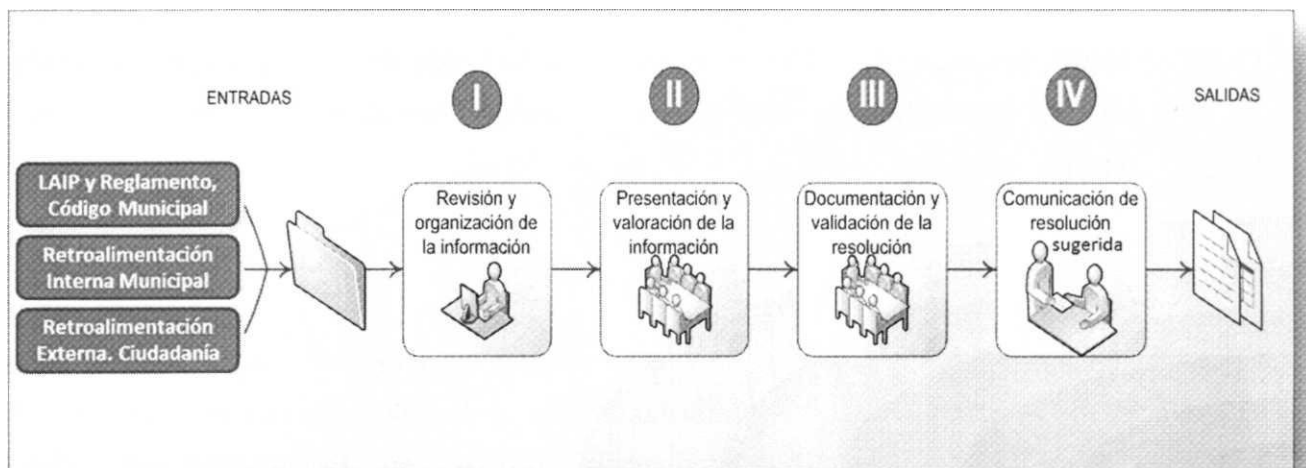 ENTRADAS
I
II
III
IV
SALIDAS
LAIP y Reglamento,
Código Municipal
Retroalimentación
Interna Municipal
Retroalimentación
Externa. Ciudadanía
Revisión y
organización de
la información
Presentación y
valoración de la
información
Documentación y
validación de la
resolución
Comunicación de
resolución
sugerida